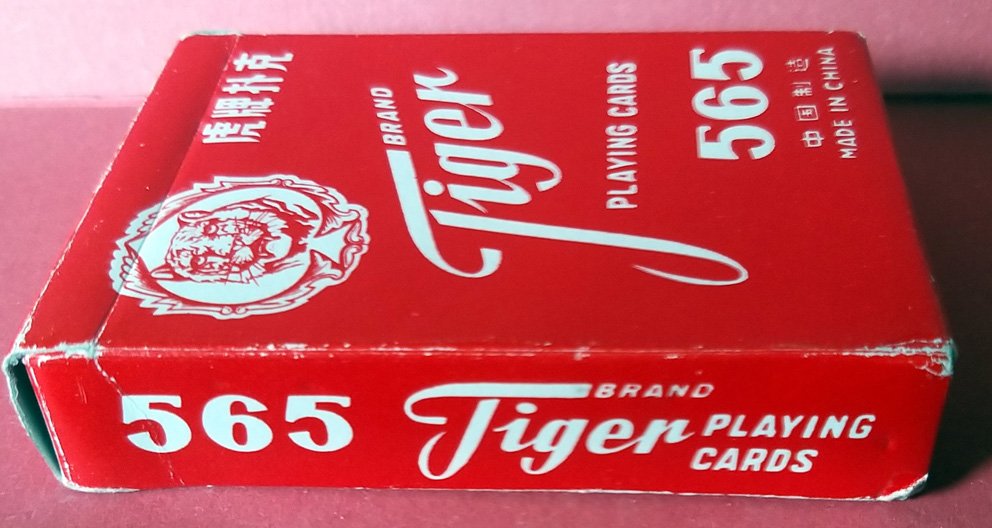 虎牌扑克
BRAND
Tiger
PLAYING CARDS
565
中国制造
MADE IN CHINA
565
BRAND
Tiger PLAYING
CARDS